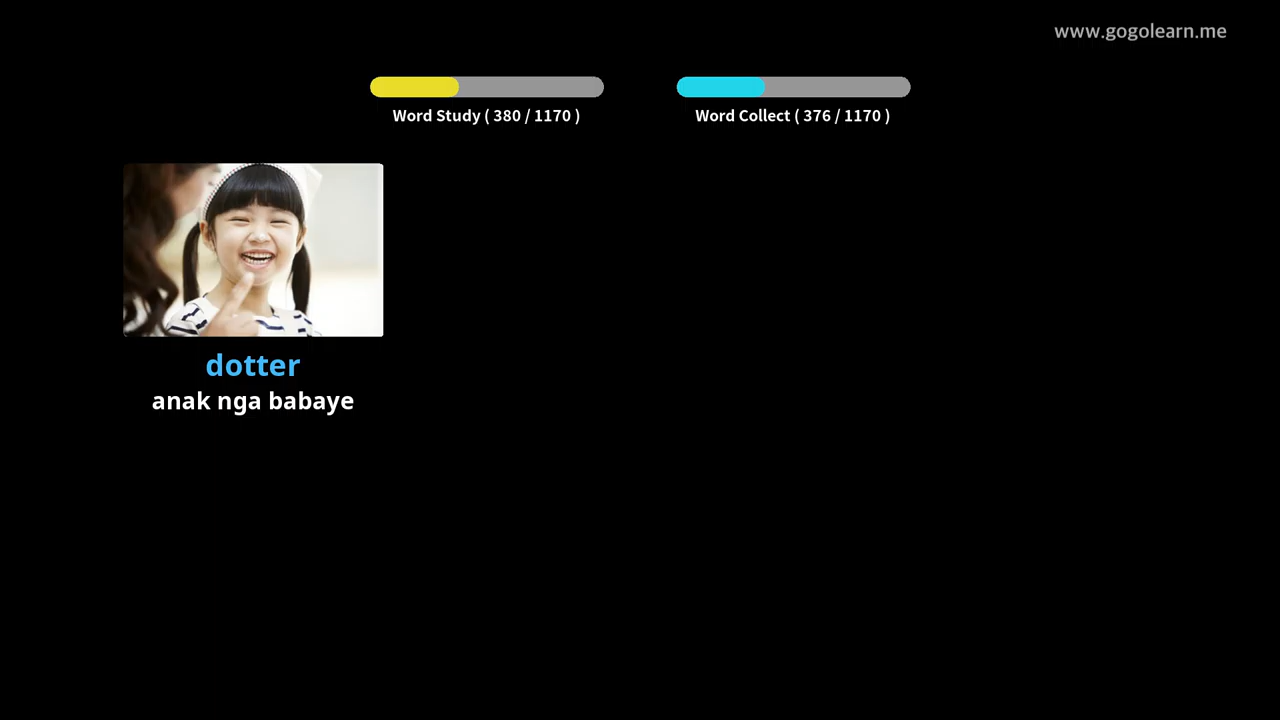 www.gogolearn.me
Word Study ( 380 / 1170 )
Word Collect ( 376 / 1170 )
dotter
anak nga babaye